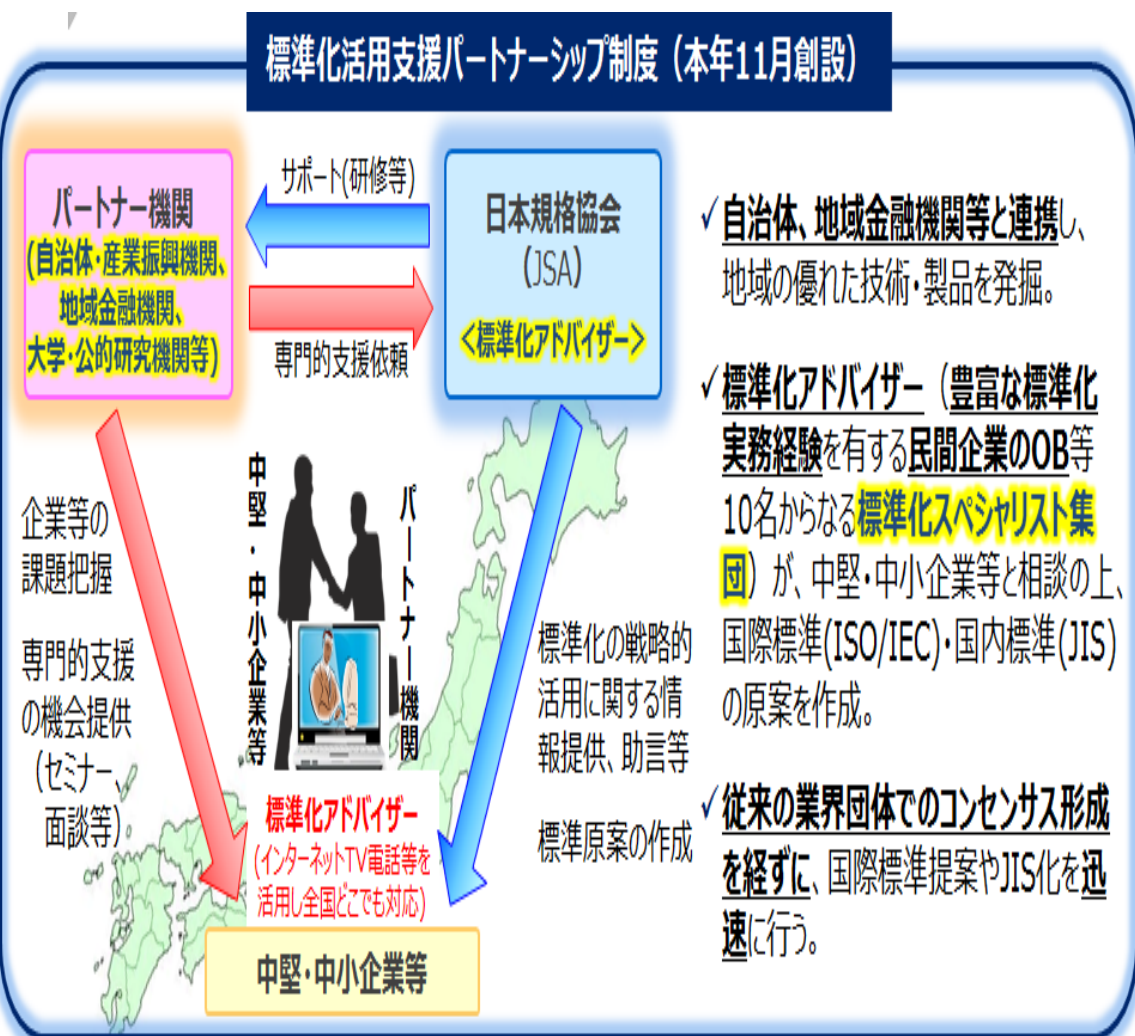 標準化活用支援パートナーシップ制度（本年11月創設）
パートナー機関
(自治体・産業振興機関、
地域金融機関、
大学・公的研究機関等)
サポート(研修等)
専門的支援依頼
日本規格協会
(JSA)
<標準化アドバイザー>
企業等の
課題把握
専門的支援
の機会提供
(セミナー、
面談等)
中堅・中小企業等
パートナー機関
標準化の戦略的
活用に関する情
報提供、助言等
標準原案の作成
標準化アドバイザー
(インターネットTV電話等を
活用し全国どこでも対応)
中堅・中小企業等
✓自治体、地域金融機関等と連携し、
地域の優れた技術・製品を発掘。
✓標準化アドバイザー（豊富な標準化
実務経験を有する民間企業のOB等
10名からなる標準化スペシャリスト集
団）が、中堅・中小企業等と相談の上、
国際標準(ISO/IEC)・国内標準(JIS)
の原案を作成。
✓従来の業界団体でのコンセンサス形成
を経ずに、国際標準提案やJIS化を迅
速に行う。